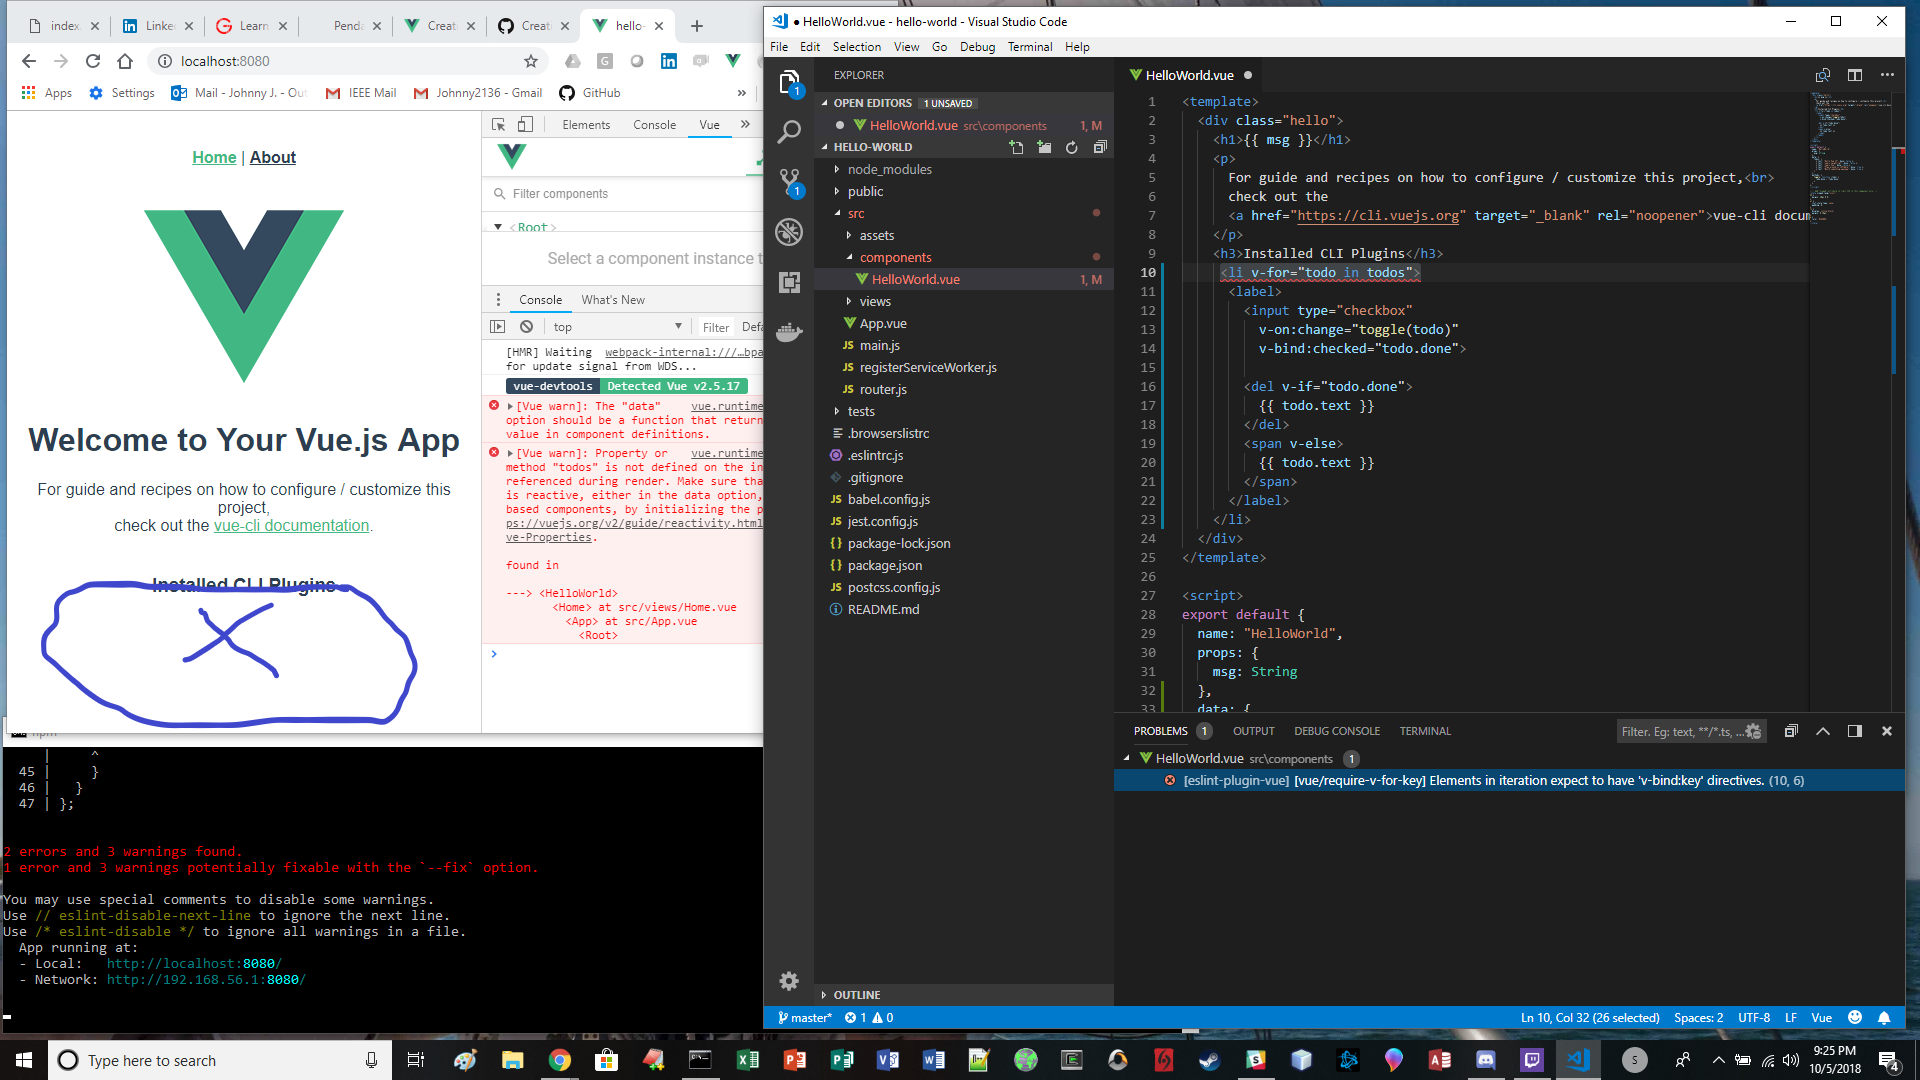 index.
Linke
Learn
Penda
Creati
Creati
hello-
localhost:8080
Apps
Settings
Mail - Johnny J. - Out
IEEE Mail
Johnny2136 - Gmail
GitHub
»
Home | About
Welcome to Your Vue.js App
For guide and recipes on how to configure / customize this
project,
check out the vue-cli documentation.
Installed CLI Plugins
Elements
Console
Vue
»
Filter components
<Root>
Select a component instance t
Console
What's New
top
Filter
Defa
[HMR] Waiting webpack-internal:///…bpa
for update signal from WDS...
vue-devtools Detected Vue v2.5.17
[Vue warn]: The "data" vue.runtime
option should be a function that return
value in component definitions.
[Vue warn]: Property or vue.runtime
method "todos" is not defined on the in
referenced during render. Make sure tha
is reactive, either in the data option,
based components, by initializing the p
ps://vuejs.org/v2/guide/reactivity.html
ve-Properties.
found in
---> <HelloWorld>
<Home> at src/views/Home.vue
<App> at src/App.vue
<Root>
npm
| ^
45 | }
46 | }
47 | };
2 errors and 3 warnings found.
1 error and 3 warnings potentially fixable with the `--fix` option.
You may use special comments to disable some warnings.
Use // eslint-disable-next-line to ignore the next line.
Use /* eslint-disable */ to ignore all warnings in a file.
App running at:
- Local: http://localhost:8080/
- Network: http://192.168.56.1:8080/
● HelloWorld.vue - hello-world - Visual Studio Code
File Edit Selection View Go Debug Terminal Help
1
1
EXPLORER
OPEN EDITORS 1 UNSAVED
HelloWorld.vue src\components 1, M
HELLO-WORLD
node_modules
public
src
assets
components
HelloWorld.vue 1, M
views
App.vue
JS main.js
JS registerServiceWorker.js
JS router.js
tests
.browserslistrc
.eslintrc.js
.gitignore
JS babel.config.js
JS jest.config.js
{} package-lock.json
{} package.json
JS postcss.config.js
README.md
OUTLINE
HelloWorld.vue
1 <template>
2 <div class="hello">
3 <h1>{{ msg }}</h1>
4 <p>
5 For guide and recipes on how to configure / customize this project,<br>
6 check out the
7 <a href="https://cli.vuejs.org" target="_blank" rel="noopener">vue-cli docum
8 </p>
9 <h3>Installed CLI Plugins</h3>
10 <li v-for="todo in todos">
11 <label>
12 <input type="checkbox"
13 v-on:change="toggle(todo)"
14 v-bind:checked="todo.done">
15
16 <del v-if="todo.done">
17 {{ todo.text }}
18 </del>
19 <span v-else>
20 {{ todo.text }}
21 </span>
22 </label>
23 </li>
24 </div>
25 </template>
26
27 <script>
28 export default {
29 name: "HelloWorld",
30 props: {
31 msg: String
32 },
33 data: {
PROBLEMS 1 OUTPUT DEBUG CONSOLE TERMINAL
Filter. Eg: text, **/*.ts, ...
HelloWorld.vue src\components 1
[eslint-plugin-vue] [vue/require-v-for-key] Elements in iteration expect to have 'v-bind:key' directives. (10, 6)
master* 1 0
Ln 10, Col 32 (26 selected) Spaces: 2 UTF-8 LF Vue
Type here to search
S
9:25 PM
10/5/2018
4